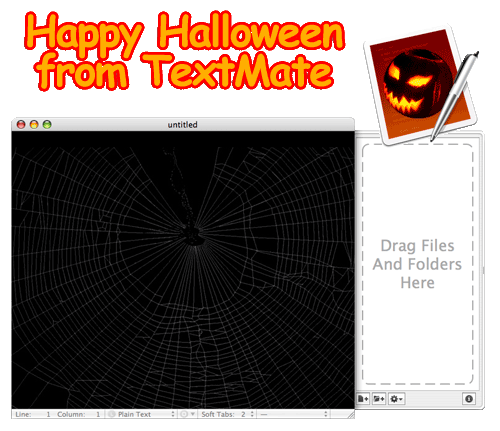 Happy Halloween
from TextMate
untitled
Drag Files
And Folders
Here
Line: 1 Column: 1 Plain Text Soft Tabs: 2 —